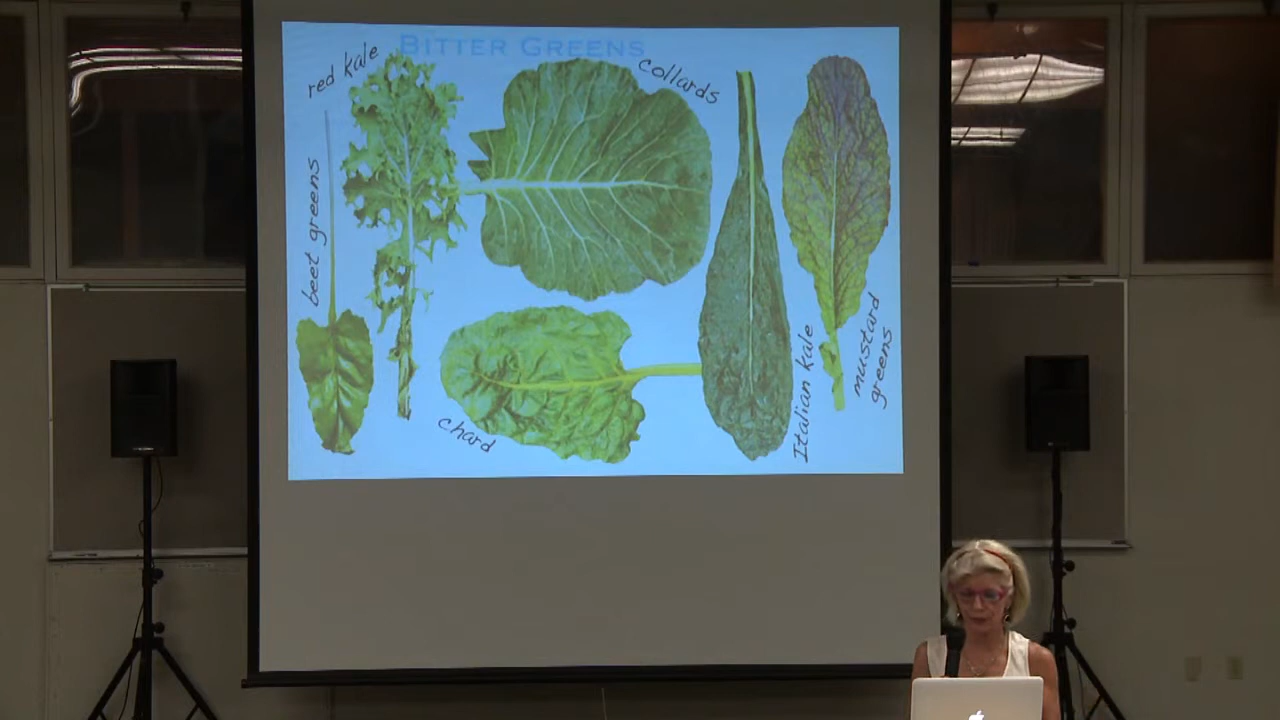 BITTER GREENS
red kale
collards
beet greens
chard
Italian kale
mustard
greens